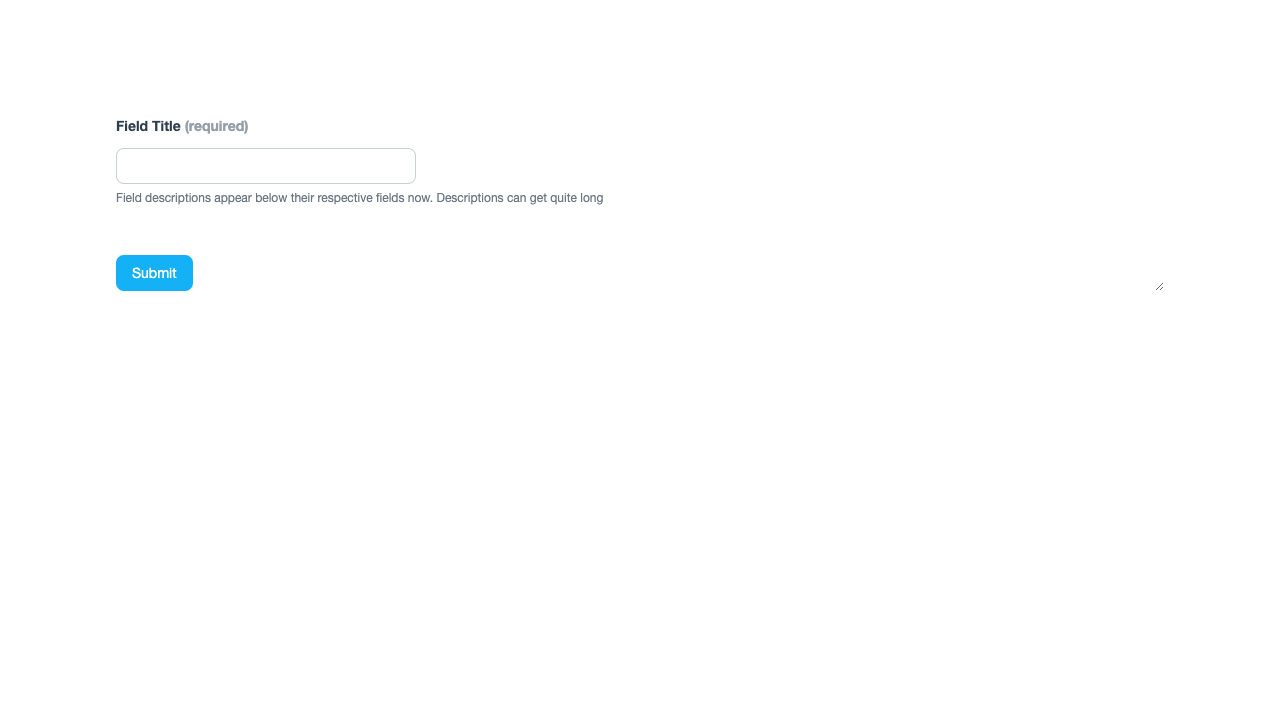 Field Title (required)
Field descriptions appear below their respective fields now. Descriptions can get quite long
Submit